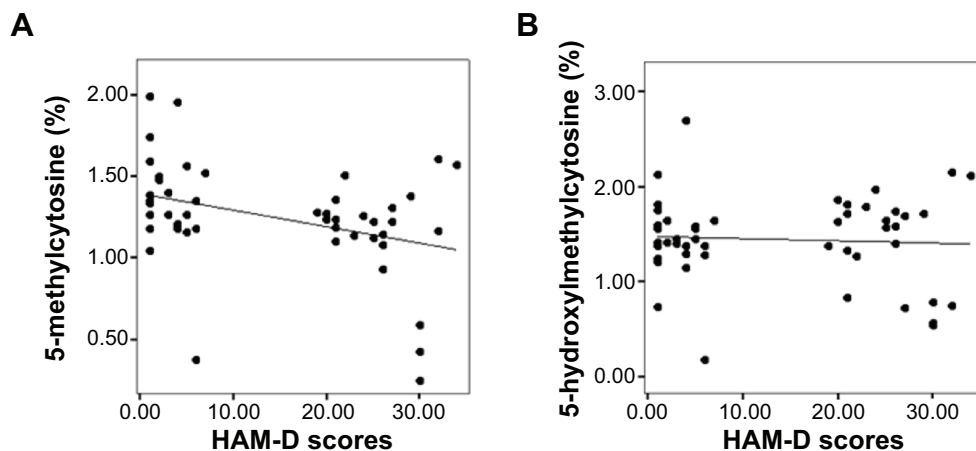 A
B
5-methylcytosine (%)
2.00
1.50
1.00
0.50
0.00
10.00
20.00
30.00
HAM-D scores
5-hydroxylmethylcytosine (%)
3.00
2.00
1.00
0.00
0.00
10.00
20.00
30.00
HAM-D scores